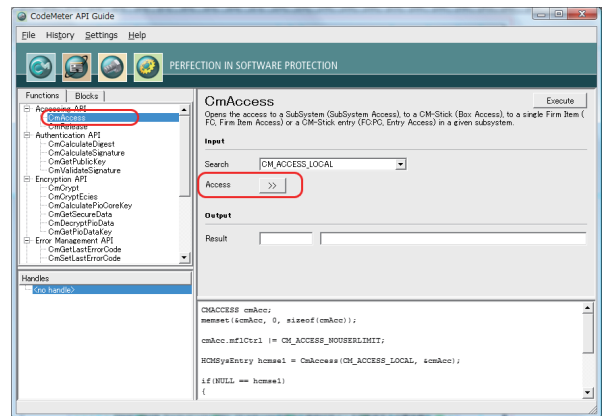 CodeMeter API Guide
File History Settings Help
PERFECTION IN SOFTWARE PROTECTION
Functions Blocks
Accessing API
CmAccess
CmRelease
Authentication API
CmCalculateDigest
CmCalculateSignature
CmGetPublicKey
CmValidateSignature
Encryption API
CmCrypt
CmCryptEcies
CmCalculatePioCoreKey
CmGetSecureData
CmDecryptPioData
CmGetPioDataKey
Error Management API
CmGetLastErrorCode
CmSetLastErrorCode
Handles
<no handle>
CmAccess
Execute
Opens the access to a SubSystem (SubSystem Access), to a CM-Stick (Box Access), to a single Firm Item (
FC, Firm Item Access) or a CM-Stick entry (FC:PC, Entry Access) in a given subsystem.
Input
Search CM_ACCESS_LOCAL
Access >>
Output
Result
CMACCESS cmAcc;
memset(&cmAcc, 0, sizeof(cmAcc));
cmAcc.mflCtrl |= CM_ACCESS_NOUSERLIMIT;
HCMSysEntry hcmse1 = CmAccess(CM_ACCESS_LOCAL, &cmAcc);
if(NULL == hcmse1)
{